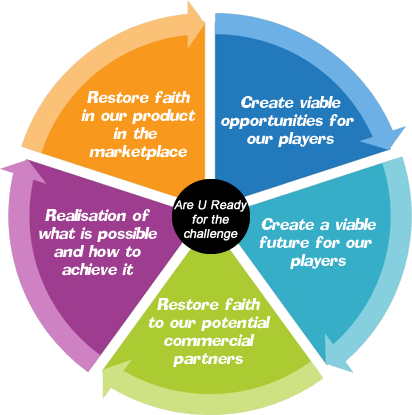 Create viable
opportunities for
our players
Create a viable
future for our
players
Restore faith
to our potential
commercial
partners
Realisation of
what is possible
and how to
achieve it
Restore faith
in our product
in the
marketplace
Are U Ready
for the
challenge